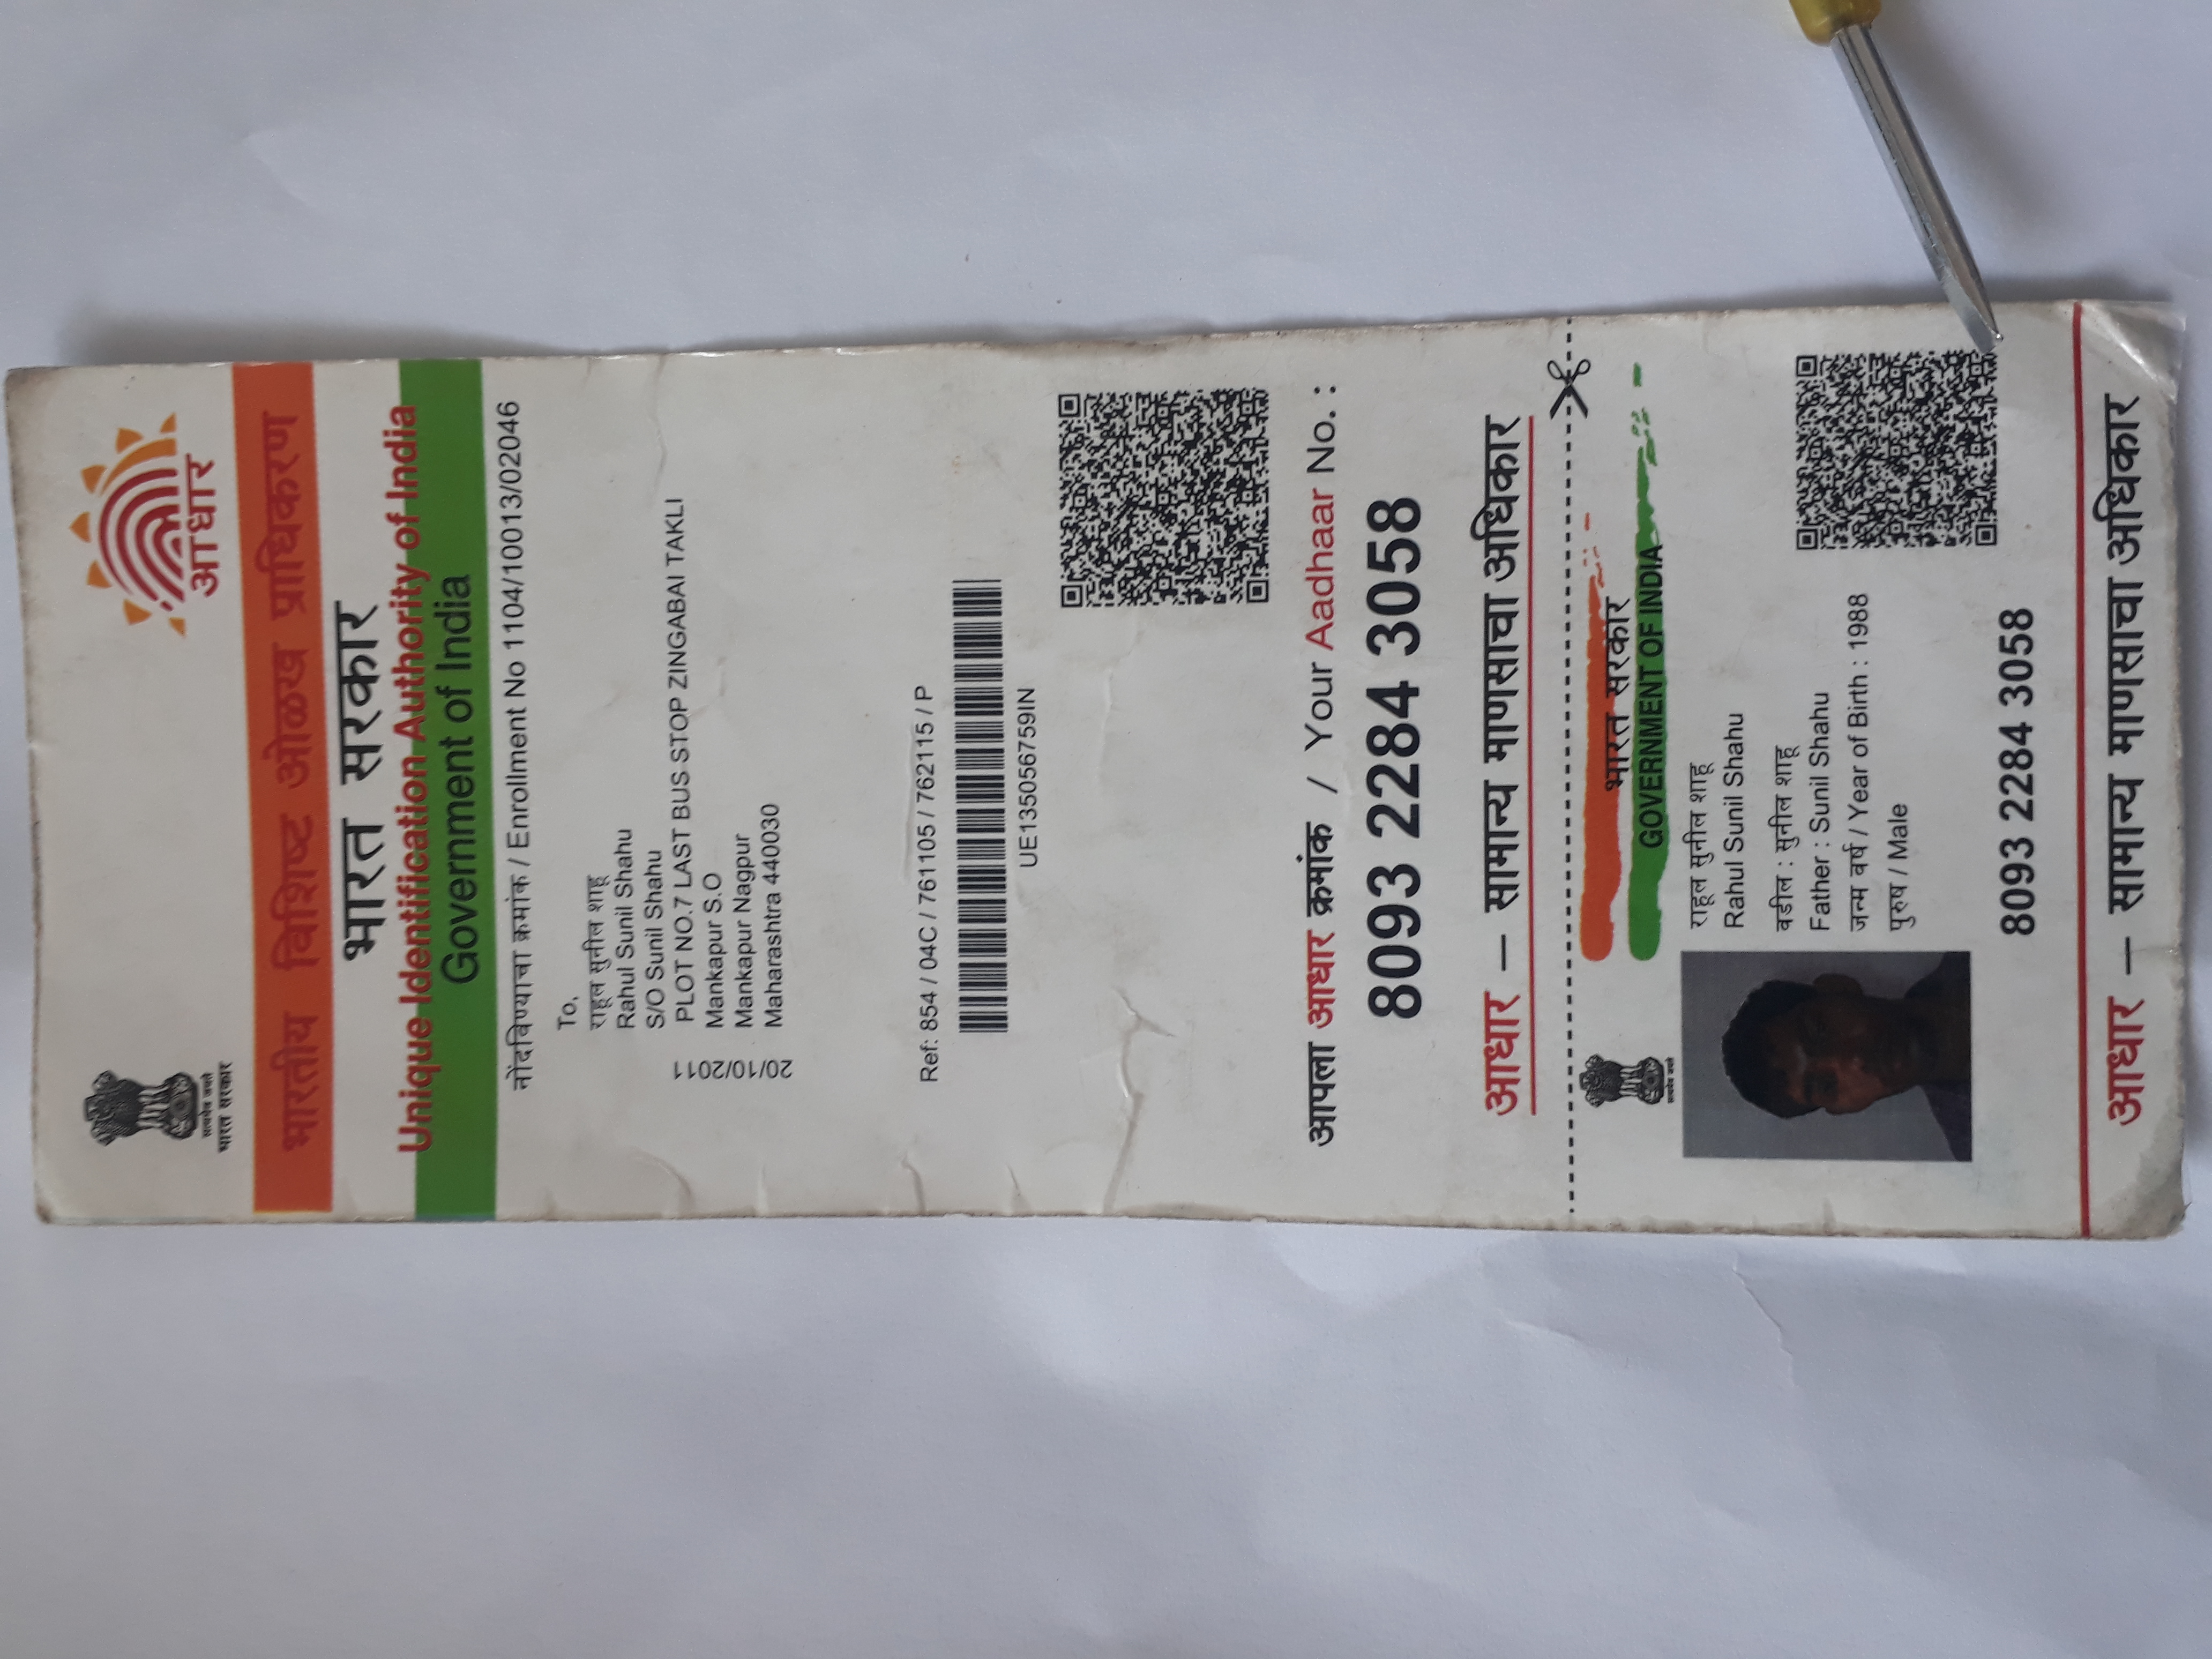 सत्यमेव जयते
भारत सरकार
आधार
भारतीय विशिष्ट ओळख प्राधिकरण
भारत सरकार
Unique Identification Authority of India
Government of India
नोंदविण्याचा क्रमांक / Enrollment No 1104/10013/02046
To,
राहूल सुनील शाहू
Rahul Sunil Shahu
S/O Sunil Shahu
PLOT NO.7 LAST BUS STOP ZINGABAI TAKLI
Mankapur S.O
Mankapur Nagpur
Maharashtra 440030
20/10/2011
Ref: 854 / 04C / 761105 / 762115 / P
UE135056759IN
आपला आधार क्रमांक / Your Aadhaar No. :
8093 2284 3058
आधार – सामान्य माणसाचा अधिकार
सत्यमेव जयते
भारत सरकार
GOVERNMENT OF INDIA
राहूल सुनील शाहू
Rahul Sunil Shahu
वडील : सुनील शाहू
Father : Sunil Shahu
जन्म वर्ष / Year of Birth : 1988
पुरुष / Male
8093 2284 3058
आधार – सामान्य माणसाचा अधिकार